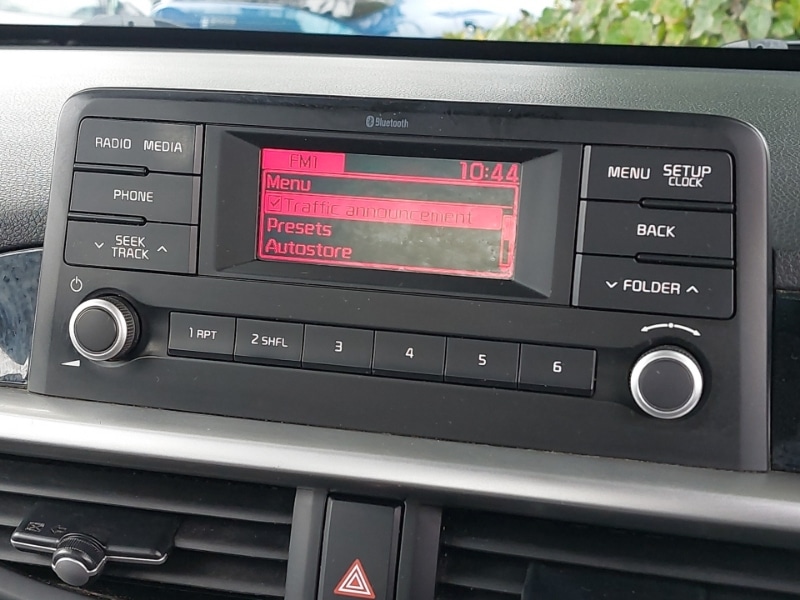 Bluetooth
RADIO MEDIA
FM1
10:44
MENU
SETUP
CLOCK
PHONE
Menu
Traffic announcement
Presets
Autostore
BACK
SEEK
TRACK
FOLDER
1 RPT
2 SHFL
3
4
5
6